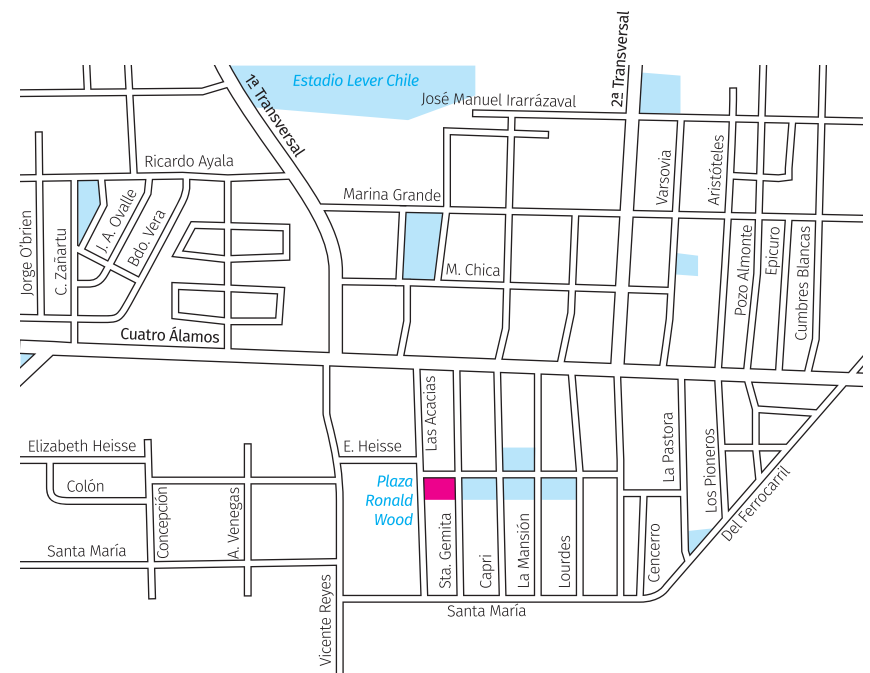 2ª Transversal
Estadio Lever Chile
1ª Transversal
José Manuel Irarrázaval
Ricardo Ayala
Varsovia
Aristóteles
Marina Grande
Jorge O'brien
C. Zañartu
J. A. Ovalle
Bdo. Vera
M. Chica
Pozo Almonte
Epicuro
Cumbres Blancas
Cuatro Álamos
Las Acacias
La Pastora
Los Pioneros
Elizabeth Heisse
E. Heisse
Colón
Plaza
Ronald
Wood
Concepción
A. Venegas
Del Ferrocarril
Santa María
Sta. Gemita
Capri
La Mansión
Lourdes
Cencerro
Vicente Reyes
Santa María